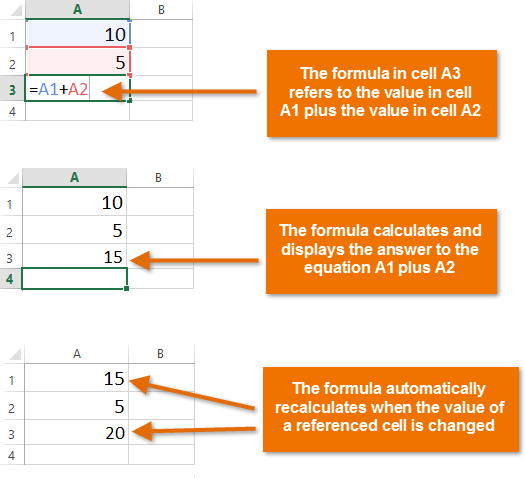 A B
1 10
2 5
3 =A1+A2
4
The formula in cell A3
refers to the value in cell
A1 plus the value in cell A2
A B
1 10
2 5
3 15
4
The formula calculates and
displays the answer to the
equation A1 plus A2
A B
1 15
2 5
3 20
4
The formula automatically
recalculates when the value of
a referenced cell is changed